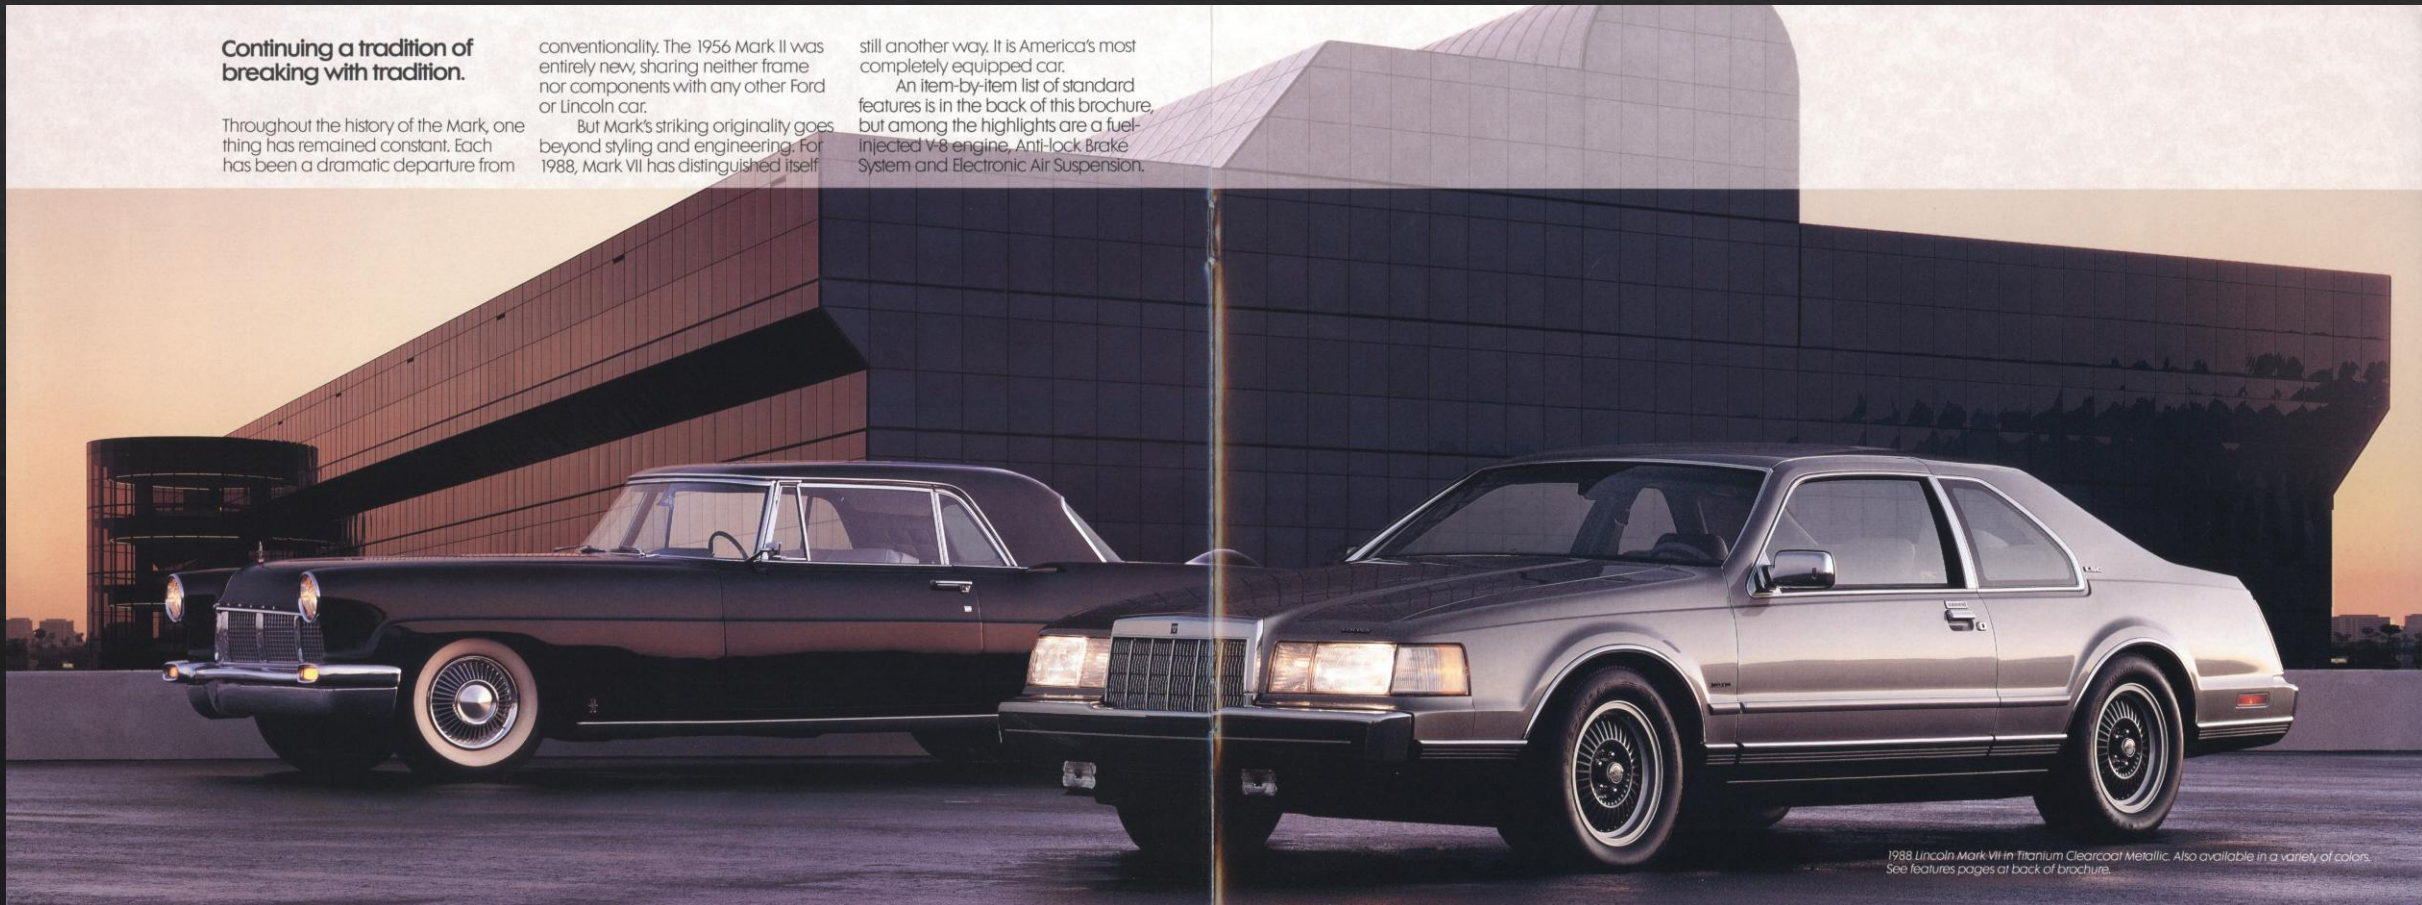 Continuing a tradition of
breaking with tradition.
Throughout the history of the Mark, one
thing has remained constant. Each
has been a dramatic departure from
conventionality. The 1956 Mark II was
entirely new, sharing neither frame
nor components with any other Ford
or Lincoln car.
But Mark's striking originality goes
beyond styling and engineering. For
1988, Mark VII has distinguished itself
still another way. It is America's most
completely equipped car.
An item-by-item list of standard
features is in the back of this brochure,
but among the highlights are a fuel-
injected V-8 engine, Anti-lock Brake
System and Electronic Air Suspension.
LSC
1988 Lincoln Mark VII in Titanium Clearcoat Metallic. Also available in a variety of colors.
See features pages at back of brochure.